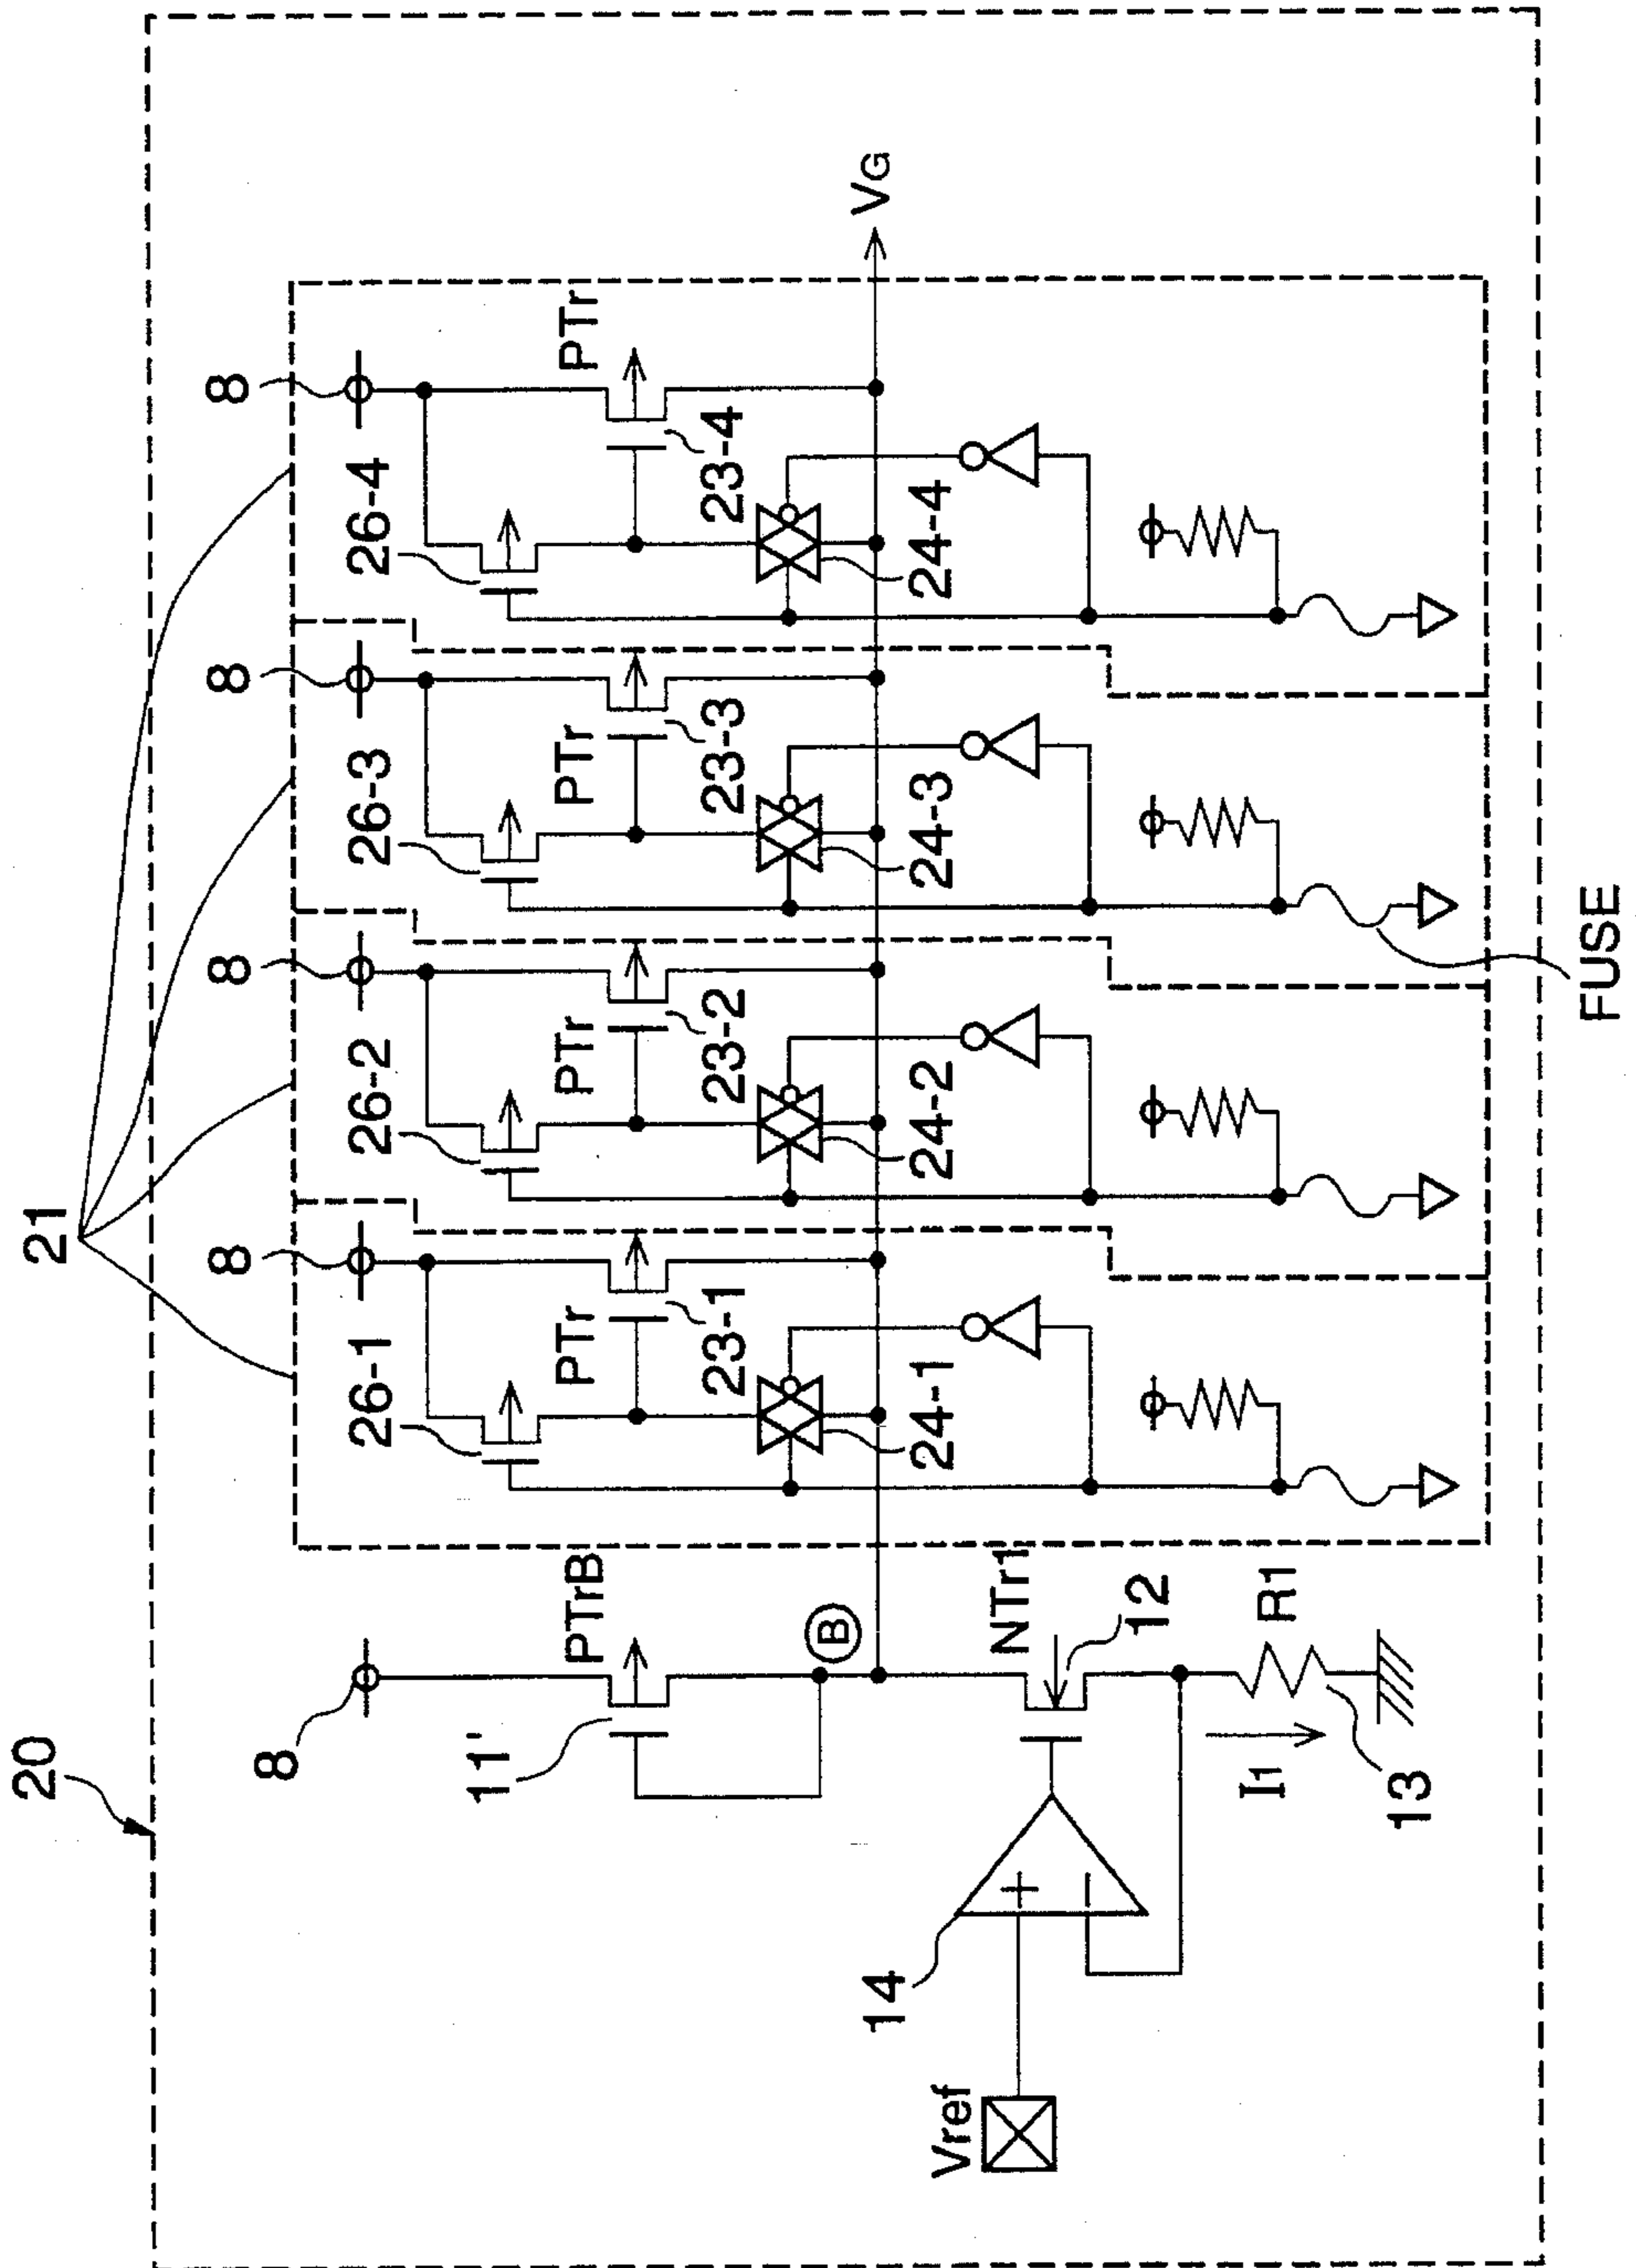 20
21
8
8
8
8
8
26-1
26-2
26-3
26-4
PTrB
PTr
PTr
PTr
PTr
11'
23-1
23-2
23-3
23-4
B
VG
24-1
24-2
24-3
24-4
Vref
14
+
−
NTr1
12
I1
R1
13
FUSE